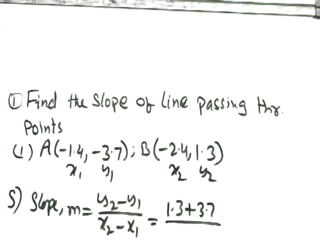 ① Find the Slope of line passing thr.
Points
(1) A(-1.4, -3.7); B(-2.4, 1.3)
x₁ y₁ x₂ y₂
S) Slope, m = y₂-y₁ / x₂-x₁ = 1.3+3.7